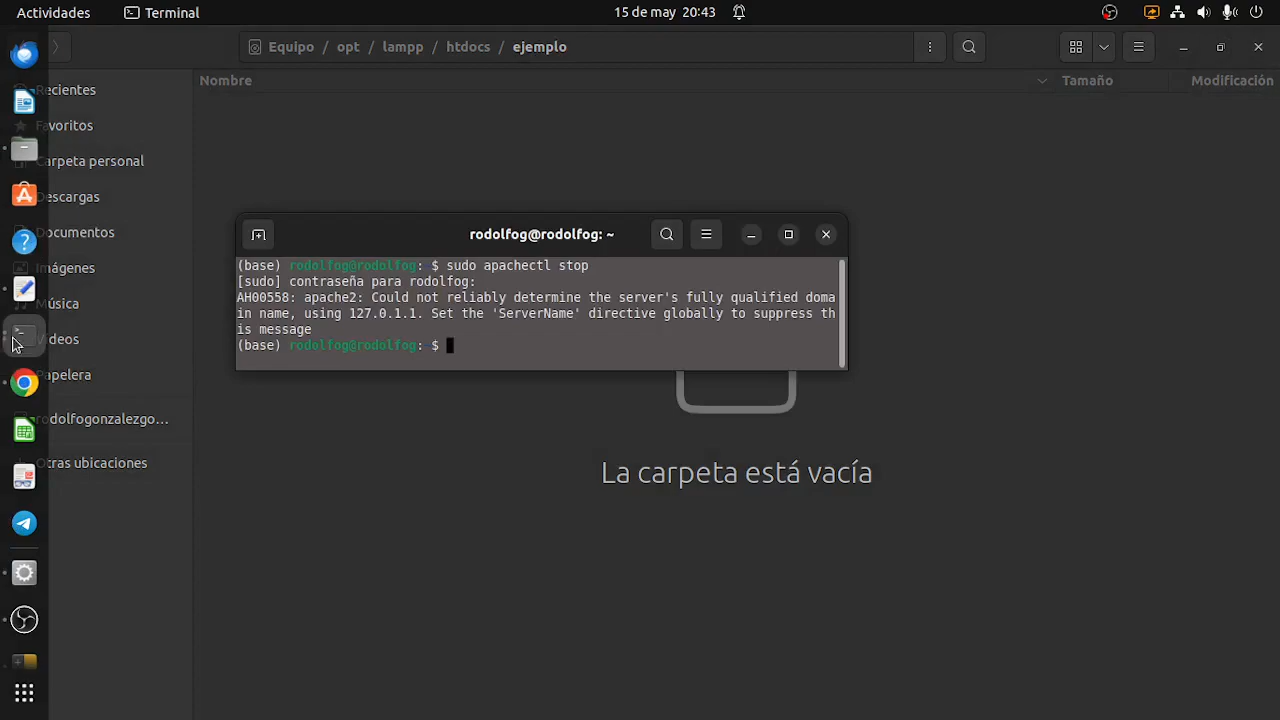 Actividades
Terminal
15 de may 20:43
Equipo / opt / lampp / htdocs / ejemplo
Recientes
Favoritos
Carpeta personal
Descargas
Documentos
Imágenes
Música
Vídeos
Papelera
rodolfogonzalezgo...
Otras ubicaciones
Nombre
Tamaño
Modificación
rodolfog@rodolfog: ~
(base) rodolfog@rodolfog:~$ sudo apachectl stop
[sudo] contraseña para rodolfog:
AH00558: apache2: Could not reliably determine the server's fully qualified doma
in name, using 127.0.1.1. Set the 'ServerName' directive globally to suppress th
is message
(base) rodolfog@rodolfog:~$
La carpeta está vacía